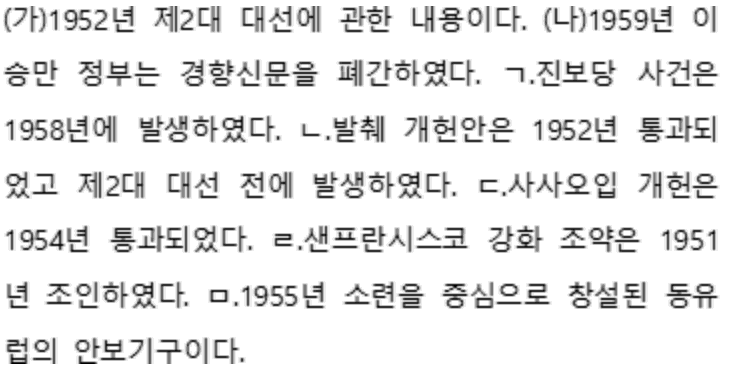 (가)1952년 제2대 대선에 관한 내용이다. (나)1959년 이
승만 정부는 경향신문을 폐간하였다. ㄱ.진보당 사건은
1958년에 발생하였다. ㄴ.발췌 개헌안은 1952년 통과되
었고 제2대 대선 전에 발생하였다. ㄷ.사사오입 개헌은
1954년 통과되었다. ㄹ.샌프란시스코 강화 조약은 1951
년 조인하였다. ㅁ.1955년 소련을 중심으로 창설된 동유
럽의 안보기구이다.